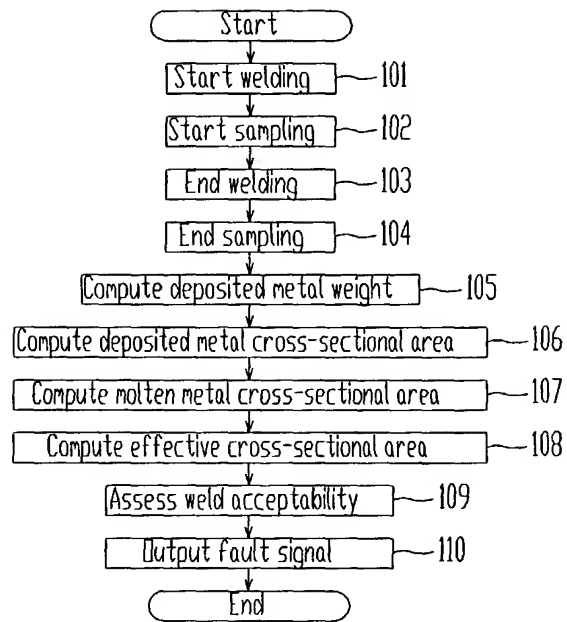 Start
Start welding 101
Start sampling 102
End welding 103
End sampling 104
Compute deposited metal weight 105
Compute deposited metal cross-sectional area 106
Compute molten metal cross-sectional area 107
Compute effective cross-sectional area 108
Assess weld acceptability 109
Output fault signal 110
End